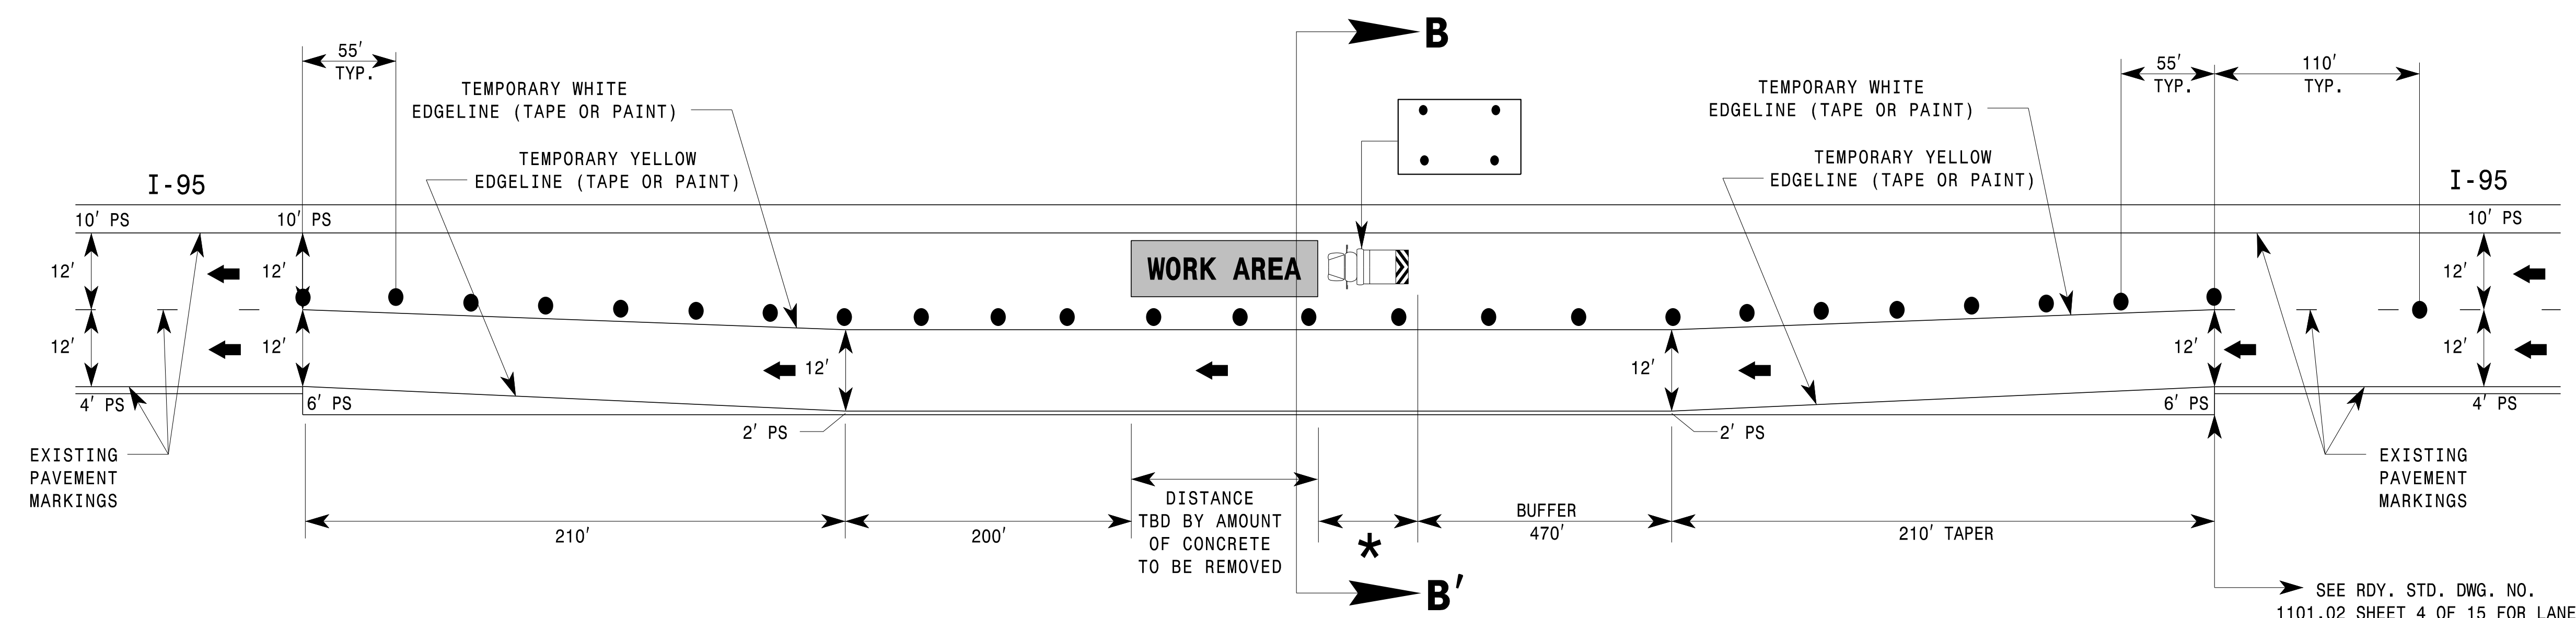 B
55'
TYP.
TEMPORARY WHITE
EDGELINE (TAPE OR PAINT)
TEMPORARY YELLOW
EDGELINE (TAPE OR PAINT)
TEMPORARY WHITE
EDGELINE (TAPE OR PAINT)
TEMPORARY YELLOW
EDGELINE (TAPE OR PAINT)
55'
TYP.
110'
TYP.
I-95
I-95
10' PS
10' PS
10' PS
12'
12'
WORK AREA
12'
12'
12'
12'
12'
12'
12'
12'
4' PS
6' PS
6' PS
4' PS
2' PS
2' PS
EXISTING
PAVEMENT
MARKINGS
EXISTING
PAVEMENT
MARKINGS
210'
200'
DISTANCE
TBD BY AMOUNT
OF CONCRETE
TO BE REMOVED
*
BUFFER
470'
210' TAPER
B'
SEE RDY. STD. DWG. NO.
1101.02 SHEET 4 OF 15 FOR LANE